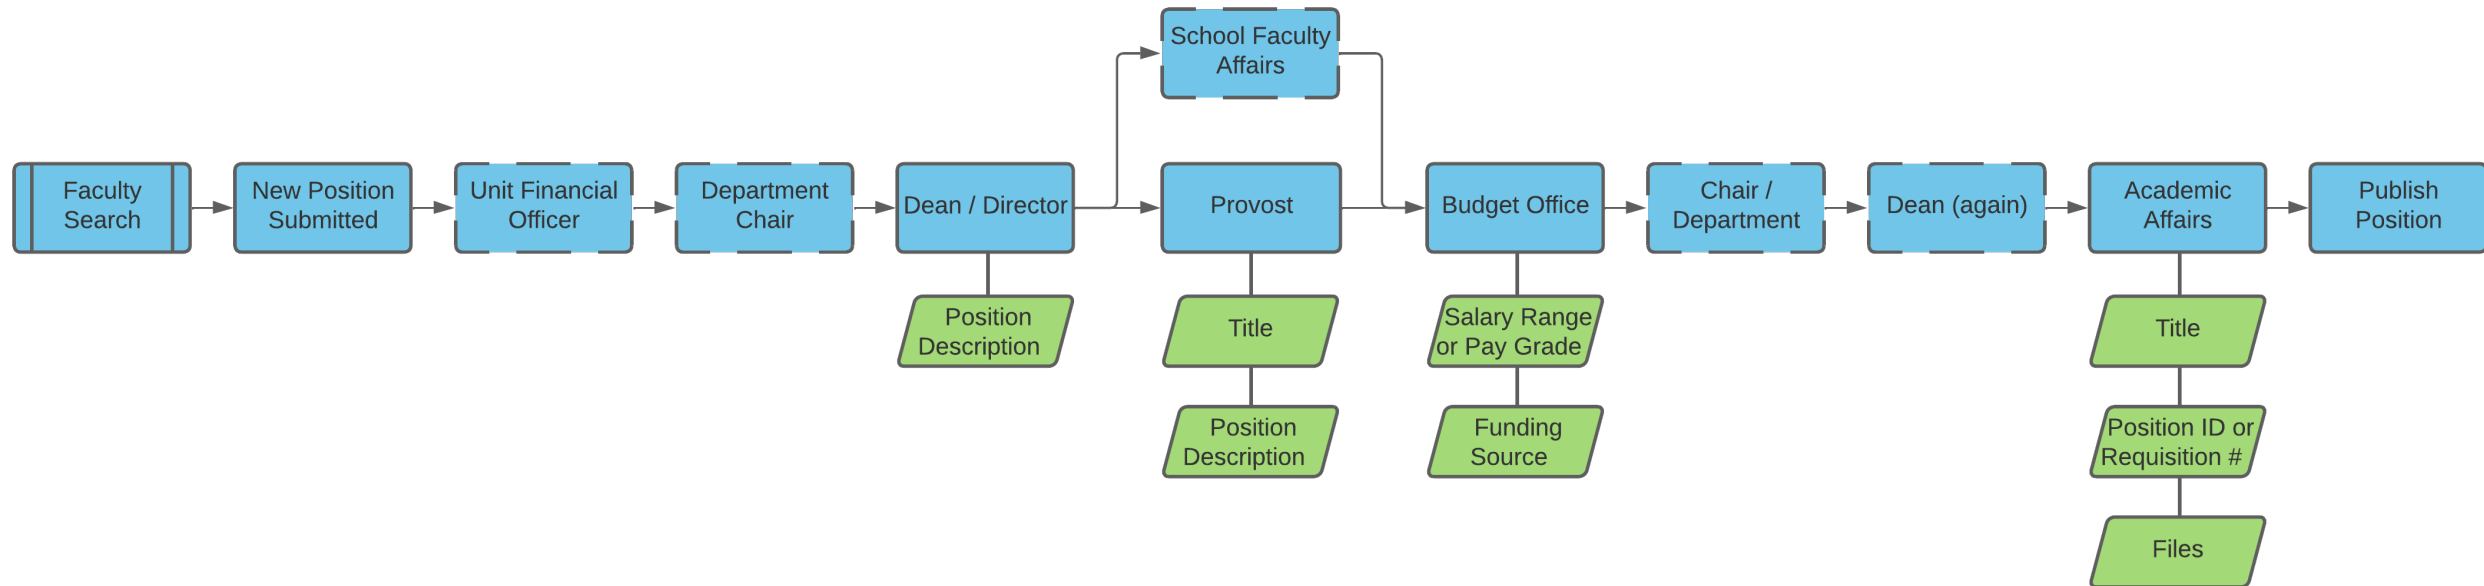 School Faculty
Affairs
Faculty
Search
New Position
Submitted
Unit Financial
Officer
Department
Chair
Dean / Director
Provost
Budget Office
Chair /
Department
Dean (again)
Academic
Affairs
Publish
Position
Position
Description
Title
Position
Description
Salary Range
or Pay Grade
Funding
Source
Title
Position ID or
Requisition #
Files